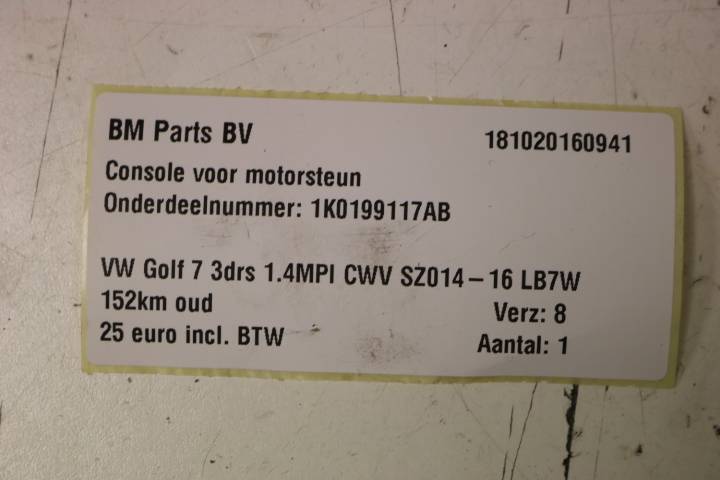 BM Parts BV 181020160941
Console voor motorsteun
Onderdeelnummer: 1K0199117AB
VW Golf 7 3drs 1.4MPI CWV SZ014-16 LB7W
152km oud Verz: 8
25 euro incl. BTW Aantal: 1